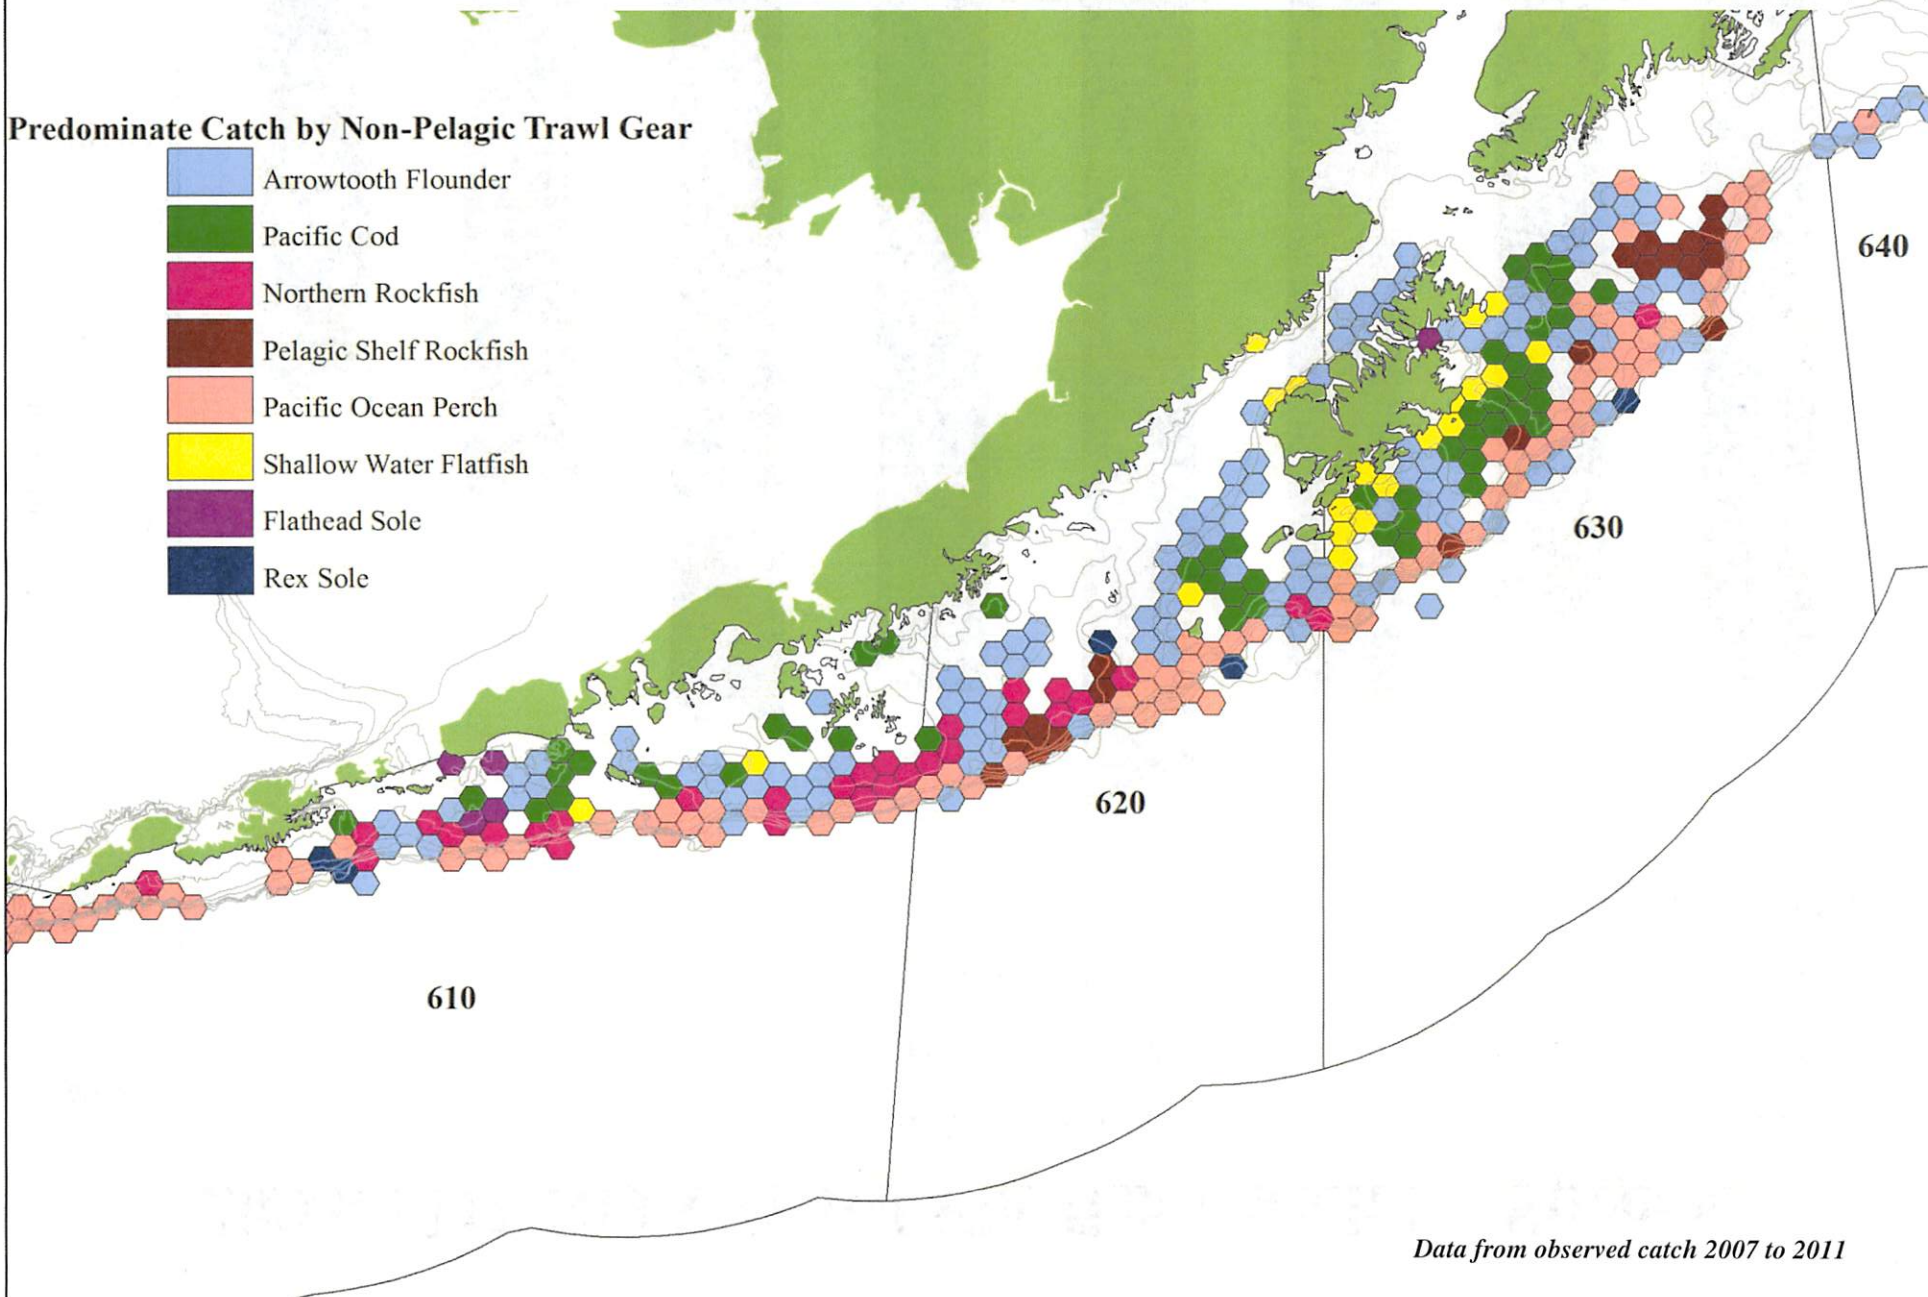 Predominate Catch by Non-Pelagic Trawl Gear
Arrowtooth Flounder
Pacific Cod
Northern Rockfish
Pelagic Shelf Rockfish
Pacific Ocean Perch
Shallow Water Flatfish
Flathead Sole
Rex Sole
640
630
620
610
Data from observed catch 2007 to 2011